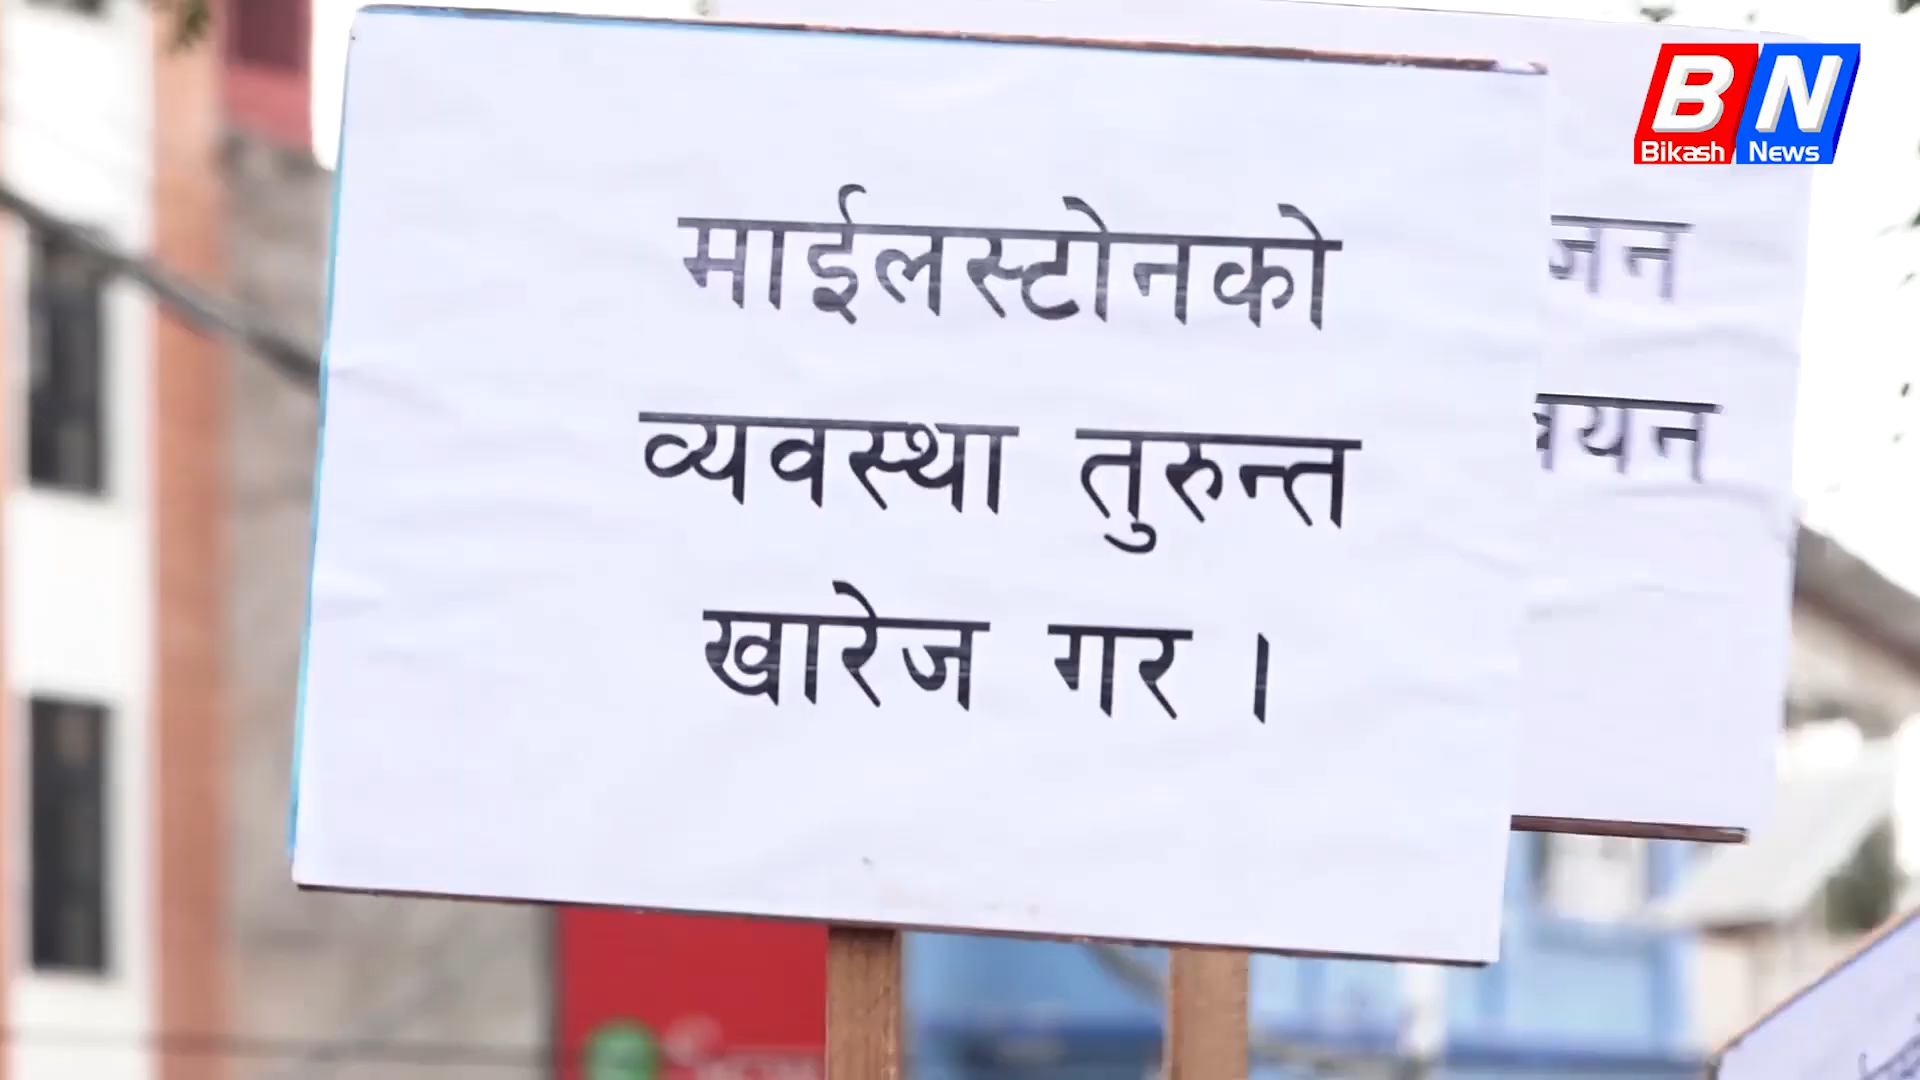 माईलस्टोनको
व्यवस्था तुरुन्त
खारेज गर ।
BN
Bikash News